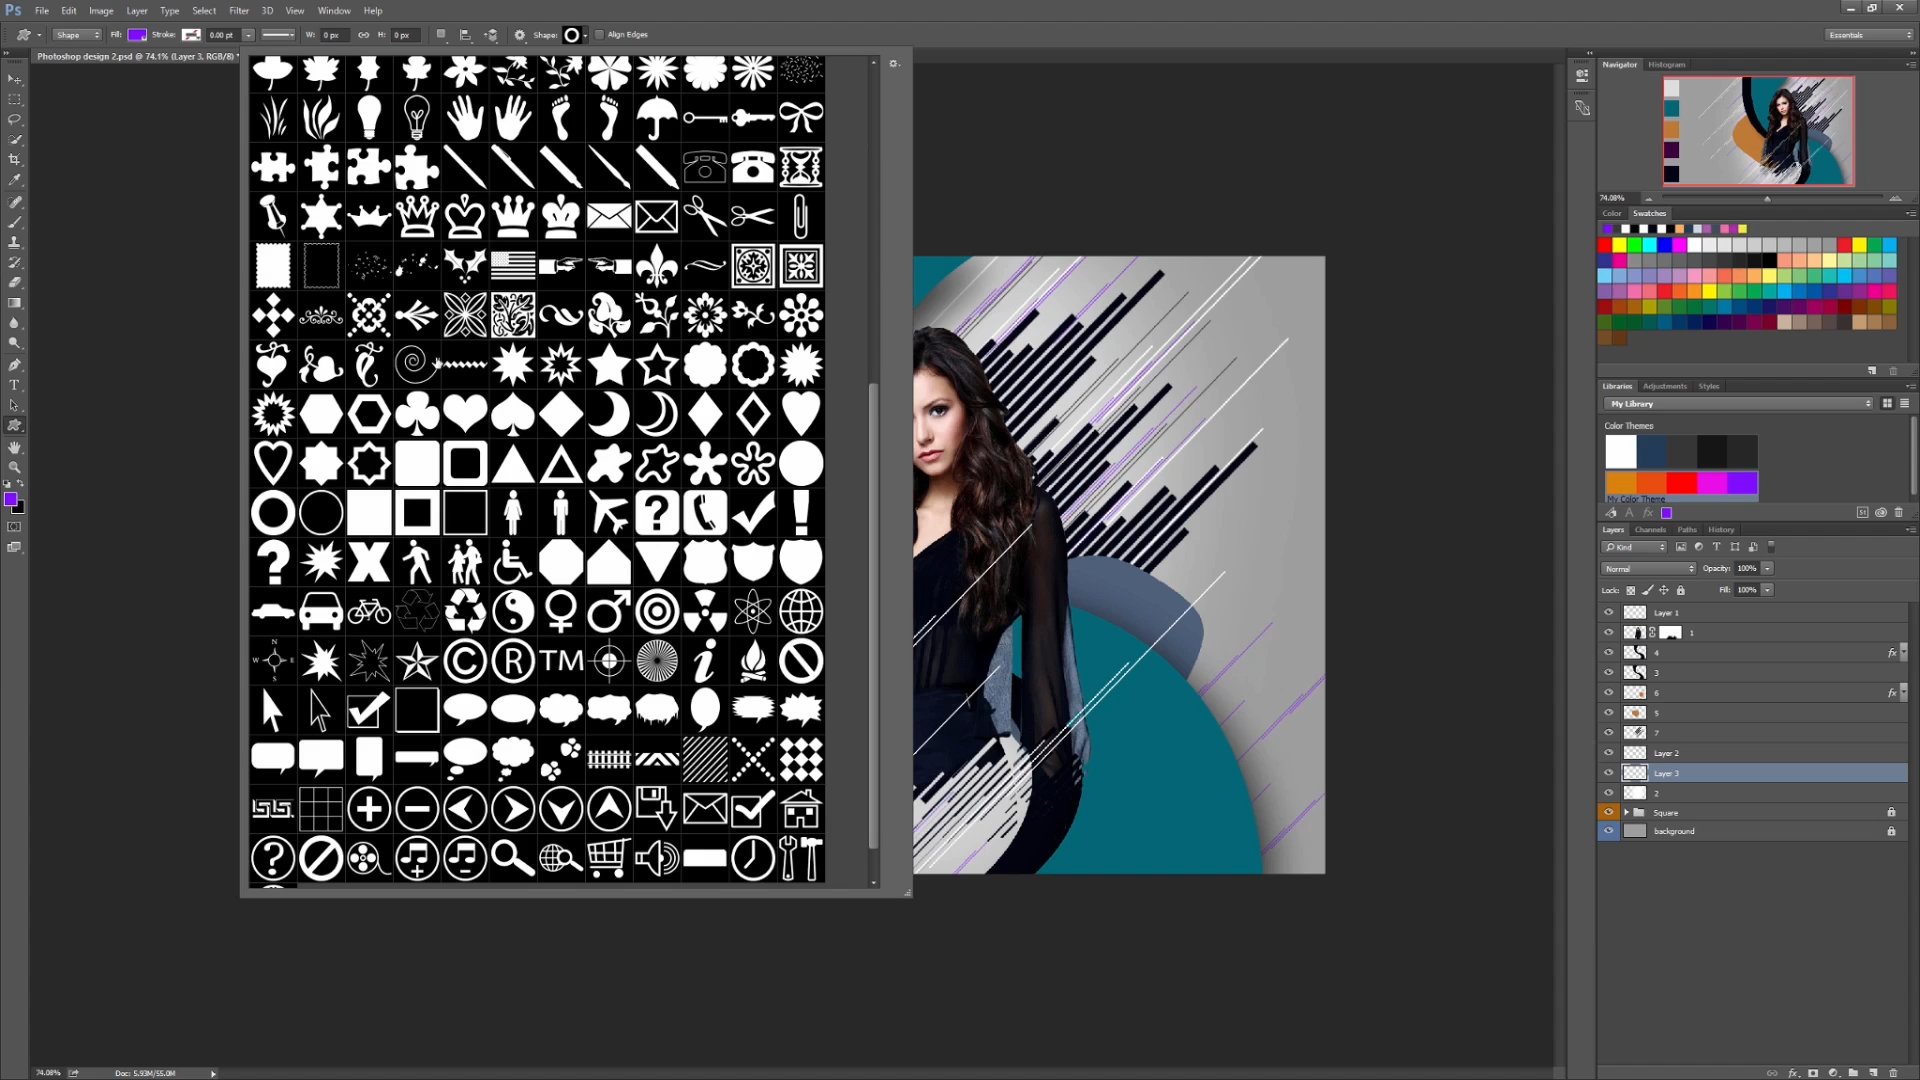 Ps File Edit Image Layer Type Select Filter 3D View Window Help
Shape Fill: Stroke: 0.00 pt W: 0 px H: 0 px Shape: Align Edges Essentials
Photoshop design 2.psd @ 74.1% (Layer 3, RGB/8) *
Navigator Histogram
74.08%
Color Swatches
Libraries Adjustments Styles
My Library
Color Themes
My Color Theme
Layers Channels Paths History
Kind
Normal Opacity: 100%
Lock: Fill: 100%
Layer 1
1
4 fx
3
6 fx
5
7
Layer 2
Layer 3
2
Square
background
N
W E
S
TM
74.08% Doc: 5.93M/55.0M